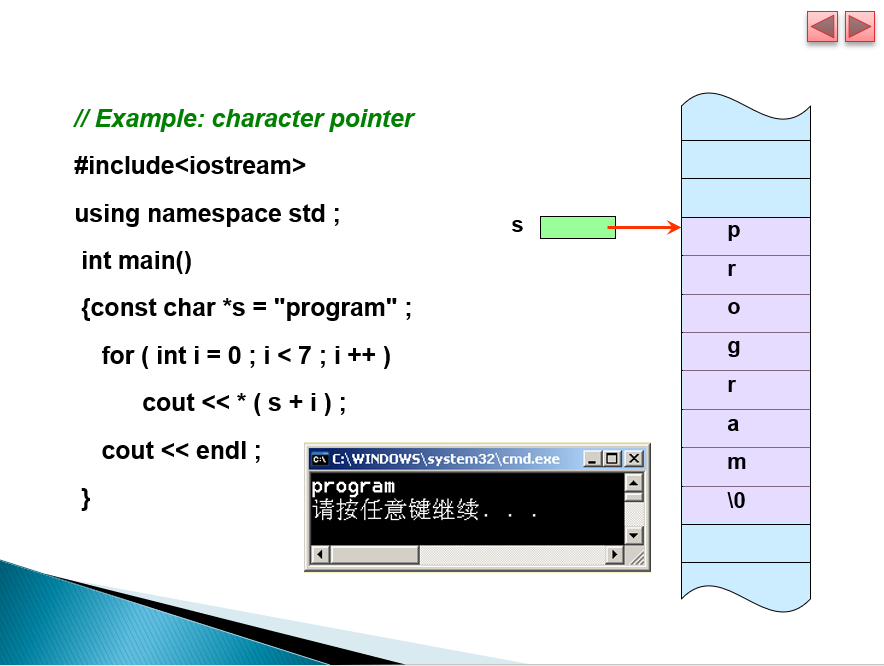 // Example: character pointer
#include<iostream>
using namespace std ;
int main()
{const char *s = "program" ;
for ( int i = 0 ; i < 7 ; i ++ )
cout << * ( s + i ) ;
cout << endl ;
}
s
p
r
o
g
r
a
m
\0
C:\WINDOWS\system32\cmd.exe
program
请按任意键继续. . .